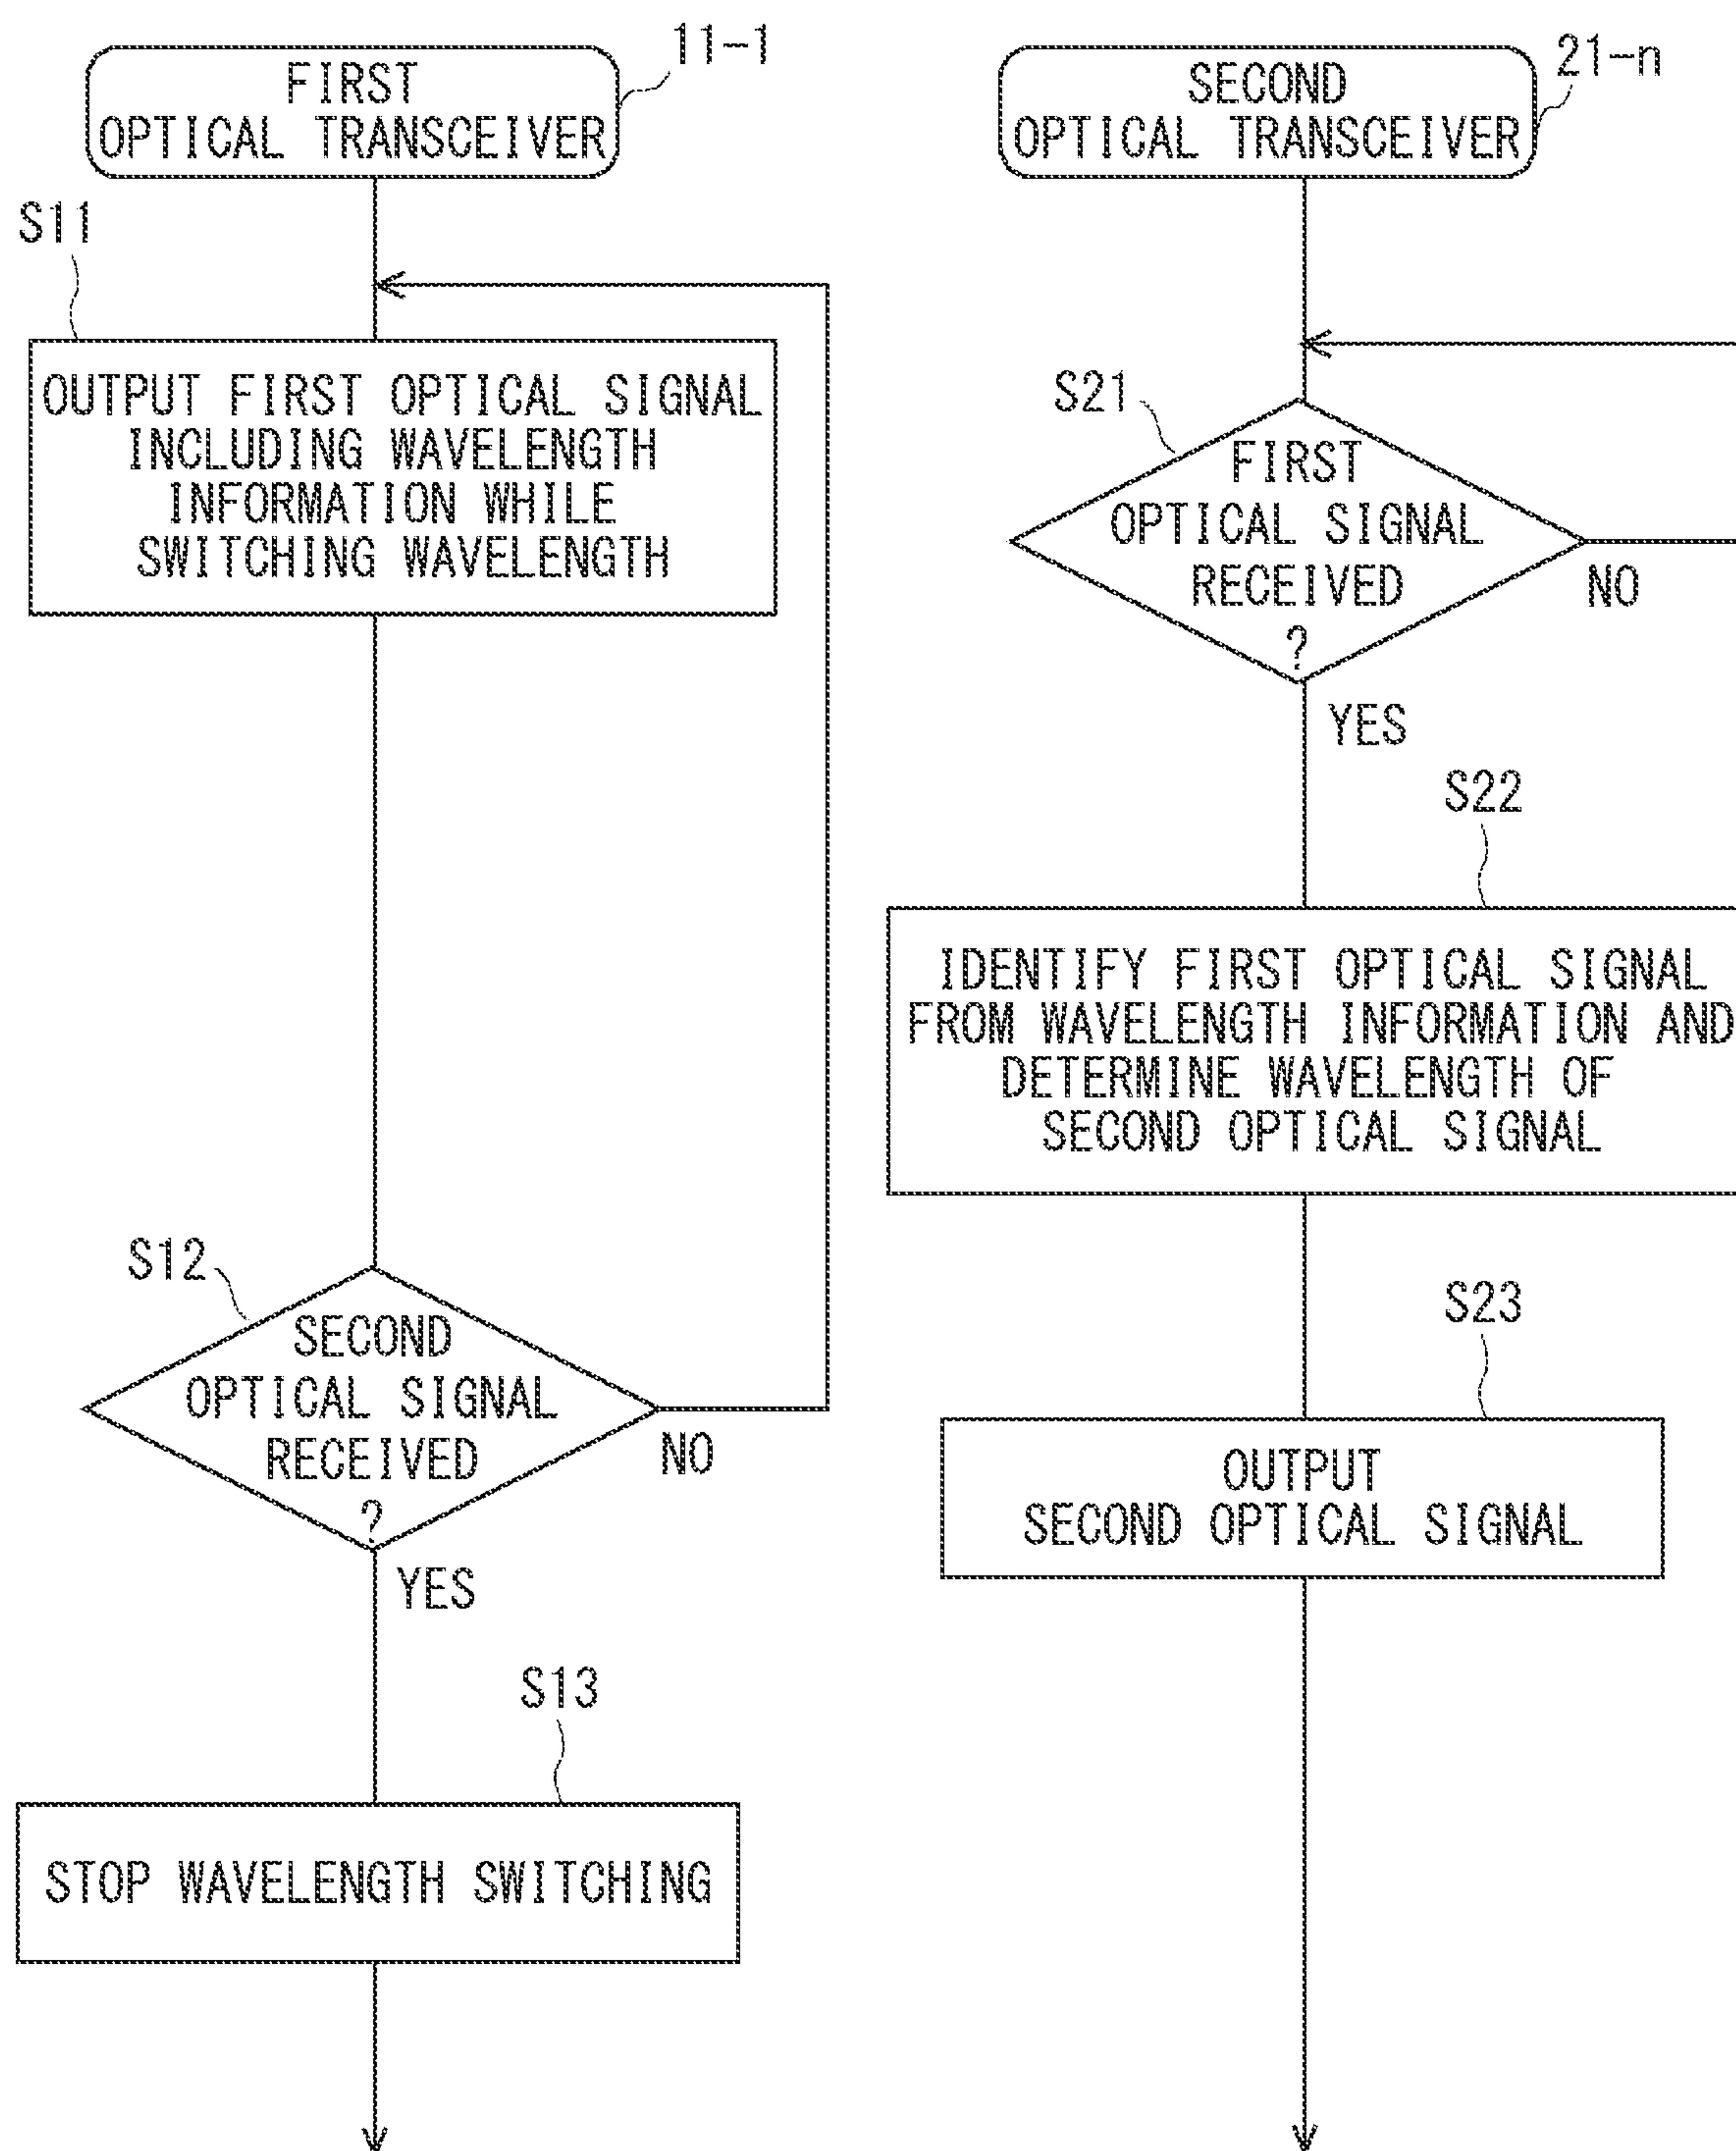 11-1
FIRST
OPTICAL TRANSCEIVER
S11
OUTPUT FIRST OPTICAL SIGNAL
INCLUDING WAVELENGTH
INFORMATION WHILE
SWITCHING WAVELENGTH
S12
SECOND
OPTICAL SIGNAL
RECEIVED
?
NO
YES
S13
STOP WAVELENGTH SWITCHING
21-n
SECOND
OPTICAL TRANSCEIVER
S21
FIRST
OPTICAL SIGNAL
RECEIVED
?
NO
YES
S22
IDENTIFY FIRST OPTICAL SIGNAL
FROM WAVELENGTH INFORMATION AND
DETERMINE WAVELENGTH OF
SECOND OPTICAL SIGNAL
S23
OUTPUT
SECOND OPTICAL SIGNAL